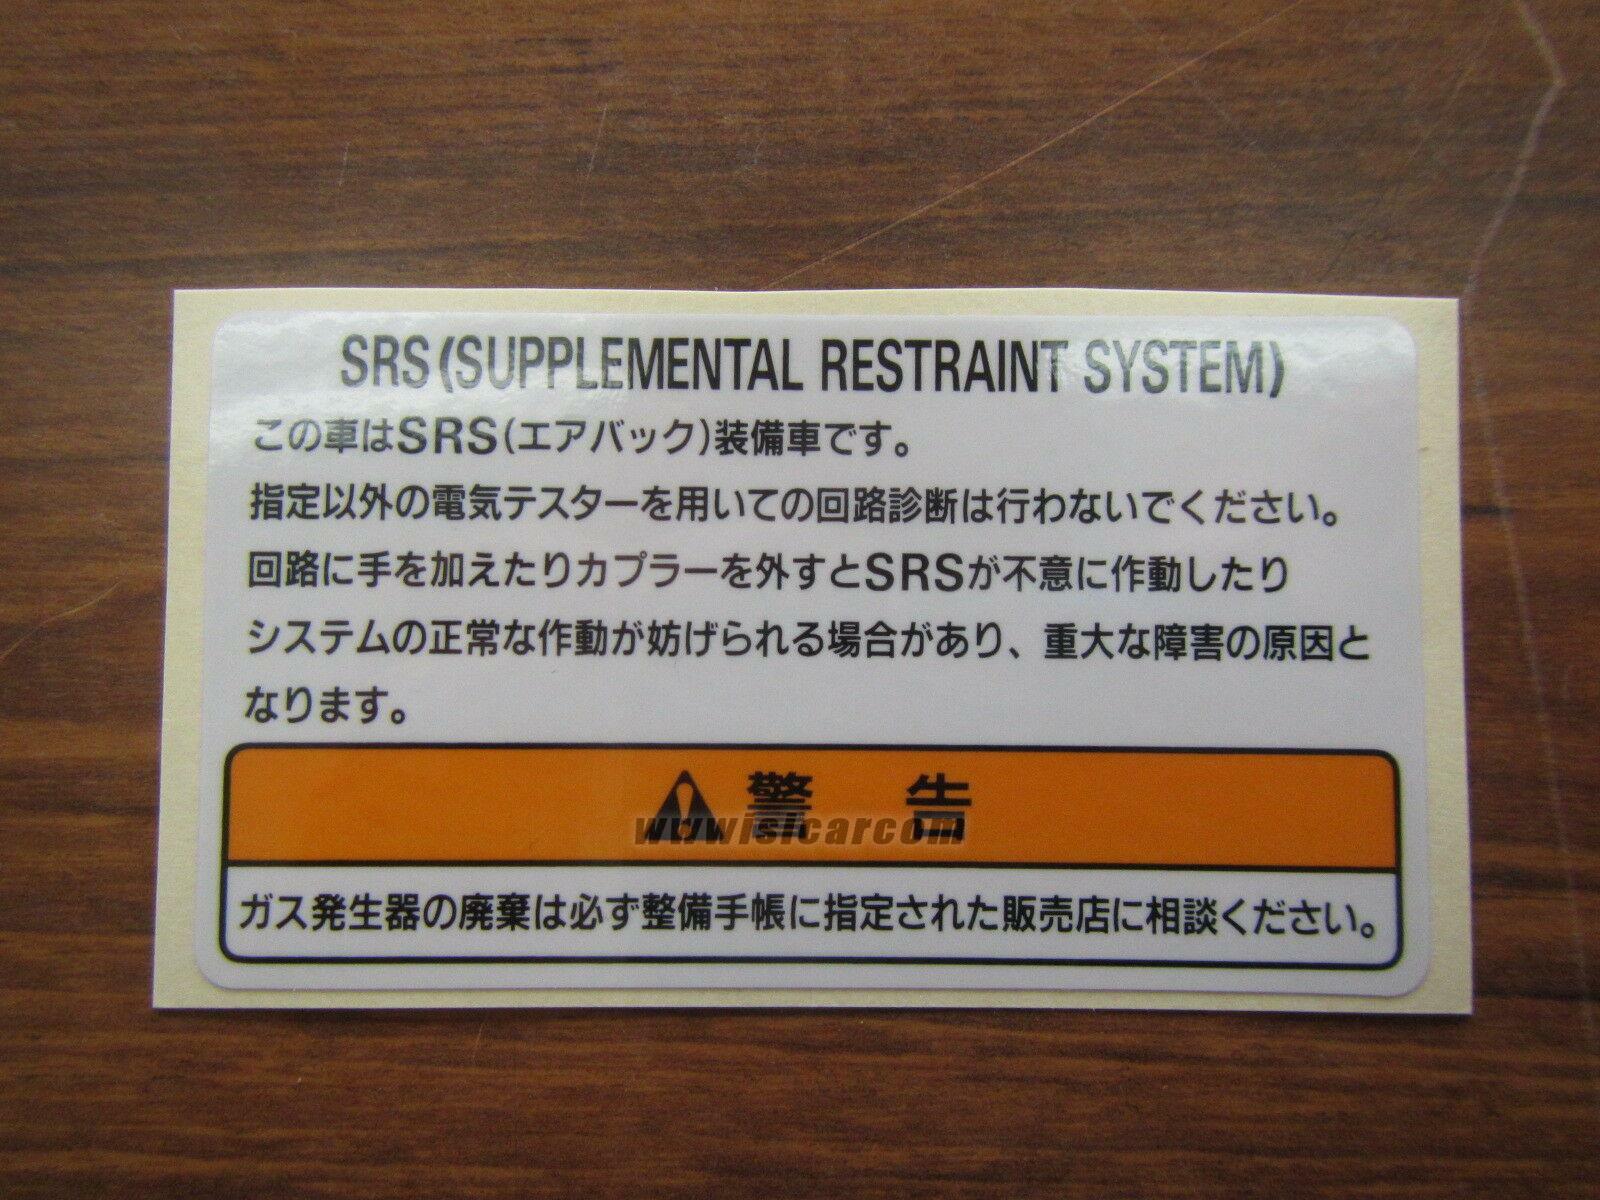 SRS(SUPPLEMENTAL RESTRAINT SYSTEM)
この車はSRS(エアバック)装備車です。
指定以外の電気テスターを用いての回路診断は行わないでください。
回路に手を加えたりカプラーを外すとSRSが不意に作動したり
システムの正常な作動が妨げられる場合があり、重大な障害の原因と
なります。
警 告
www.islcar.com
ガス発生器の廃棄は必ず整備手帳に指定された販売店に相談ください。